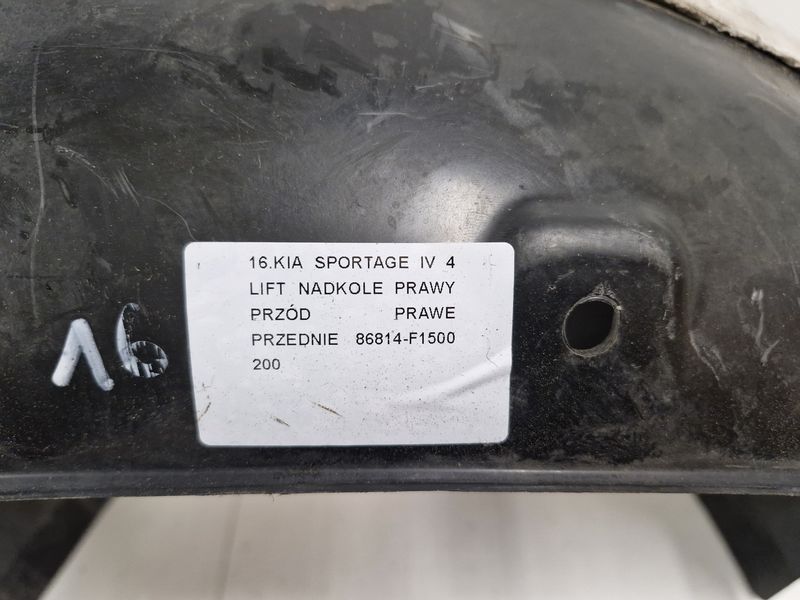 16.KIA SPORTAGE IV 4
LIFT NADKOLE PRAWY
PRZÓD PRAWE
PRZEDNIE 86814-F1500
200
16